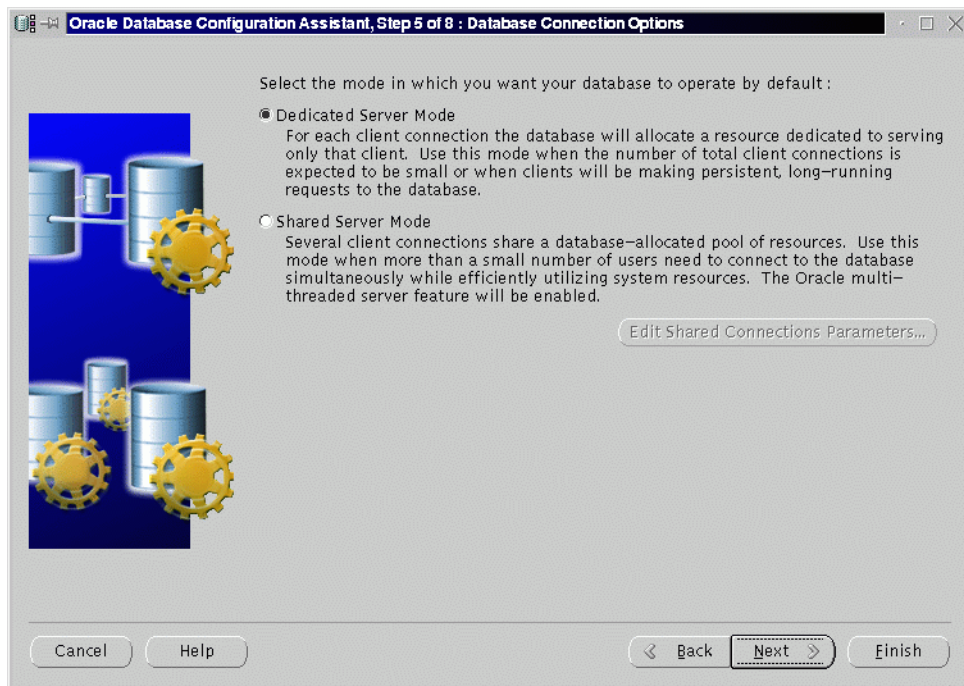 Oracle Database Configuration Assistant, Step 5 of 8 : Database Connection Options
Select the mode in which you want your database to operate by default :
Dedicated Server Mode
For each client connection the database will allocate a resource dedicated to serving
only that client.  Use this mode when the number of total client connections is
expected to be small or when clients will be making persistent, long-running
requests to the database.
Shared Server Mode
Several client connections share a database-allocated pool of resources.  Use this
mode when more than a small number of users need to connect to the database
simultaneously while efficiently utilizing system resources.  The Oracle multi-
threaded server feature will be enabled.
Edit Shared Connections Parameters...
Cancel
Help
Back
Next
Finish